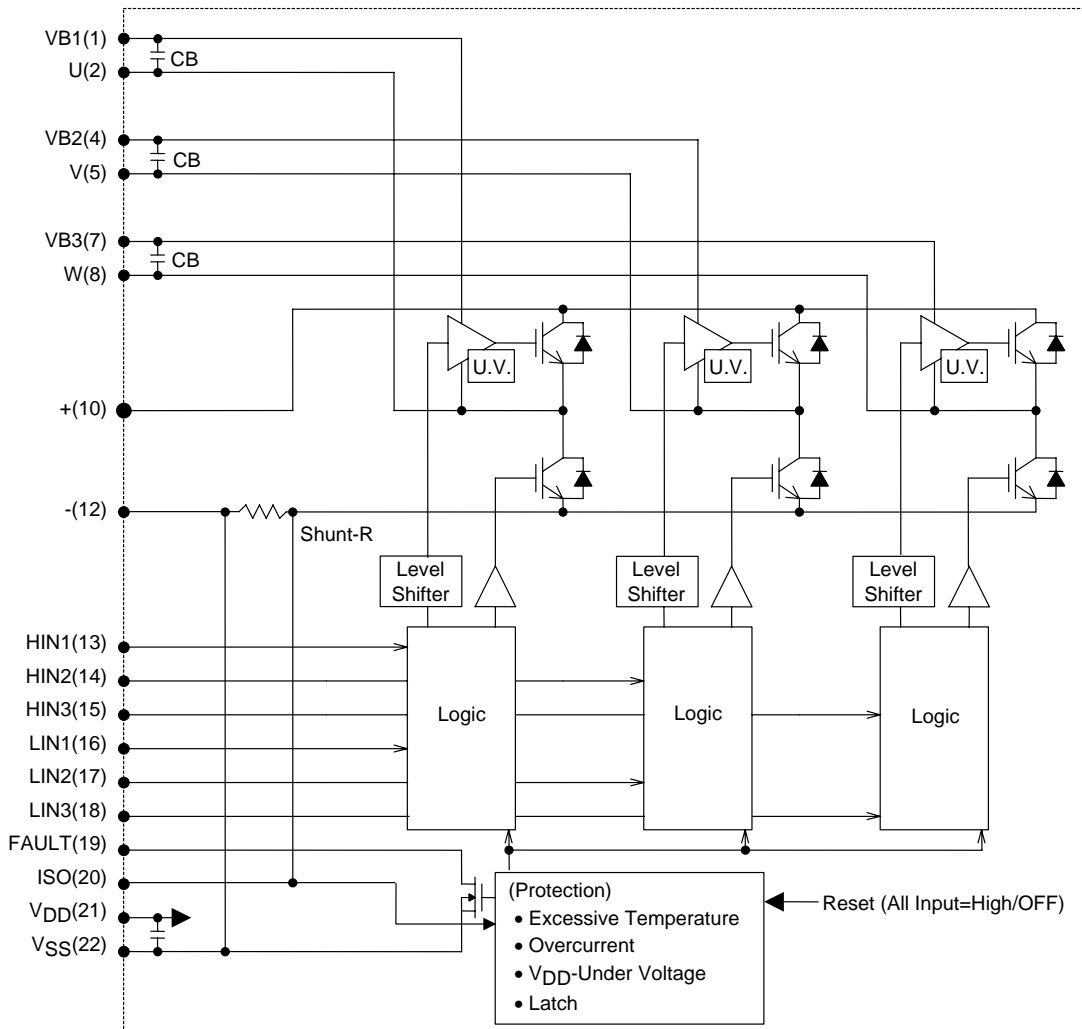 VB1(1)
CB
U(2)
VB2(4)
CB
V(5)
VB3(7)
CB
W(8)
U.V.
U.V.
U.V.
+(10)
-(12)
Shunt-R
Level
Shifter
Level
Shifter
Level
Shifter
HIN1(13)
HIN2(14)
HIN3(15)
LIN1(16)
LIN2(17)
LIN3(18)
Logic
Logic
Logic
FAULT(19)
ISO(20)
VDD(21)
VSS(22)
(Protection)
• Excessive Temperature
• Overcurrent
• VDD-Under Voltage
• Latch
Reset (All Input=High/OFF)